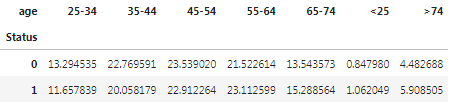 age 25-34 35-44 45-54 55-64 65-74 <25 >74
Status
0 13.294535 22.769591 23.539020 21.522614 13.543573 0.847980 4.482688
1 11.657839 20.058179 22.912264 23.112599 15.288564 1.062049 5.908505